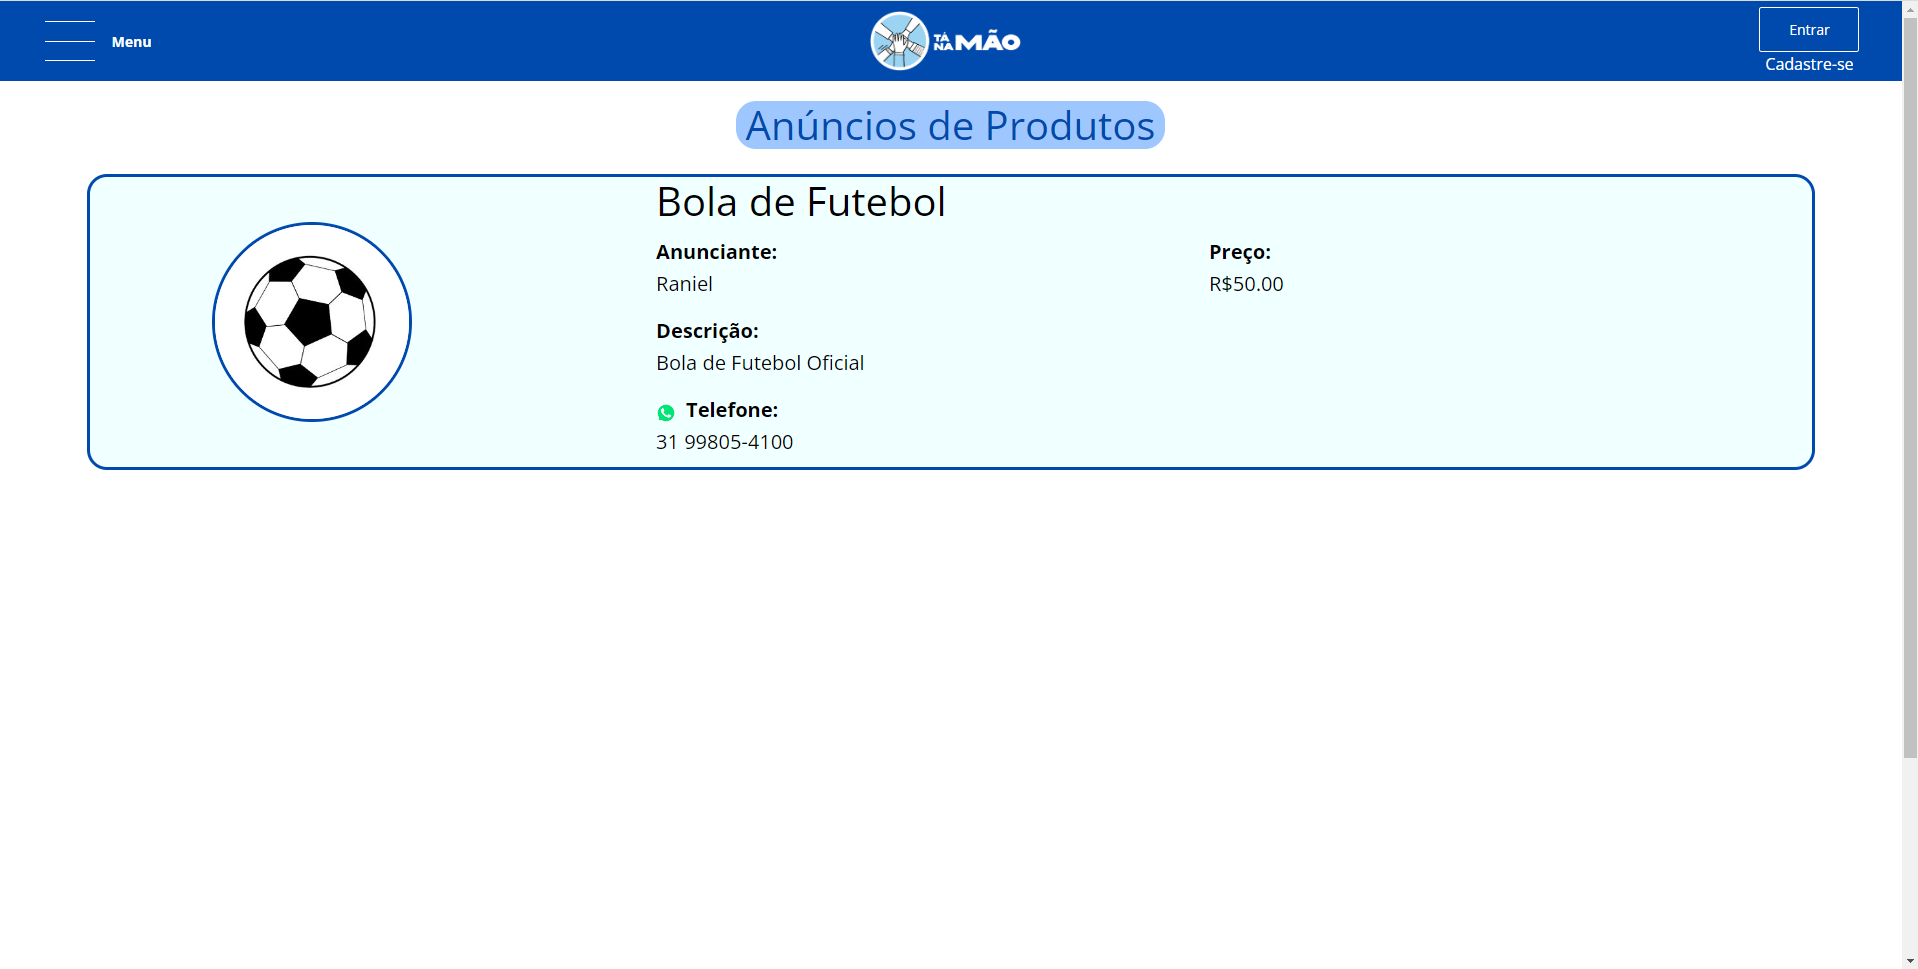 Menu
TÁ
NA MÃO
Entrar
Cadastre-se
Anúncios de Produtos
Bola de Futebol
Anunciante:
Preço:
Raniel
R$50.00
Descrição:
Bola de Futebol Oficial
Telefone:
31 99805-4100